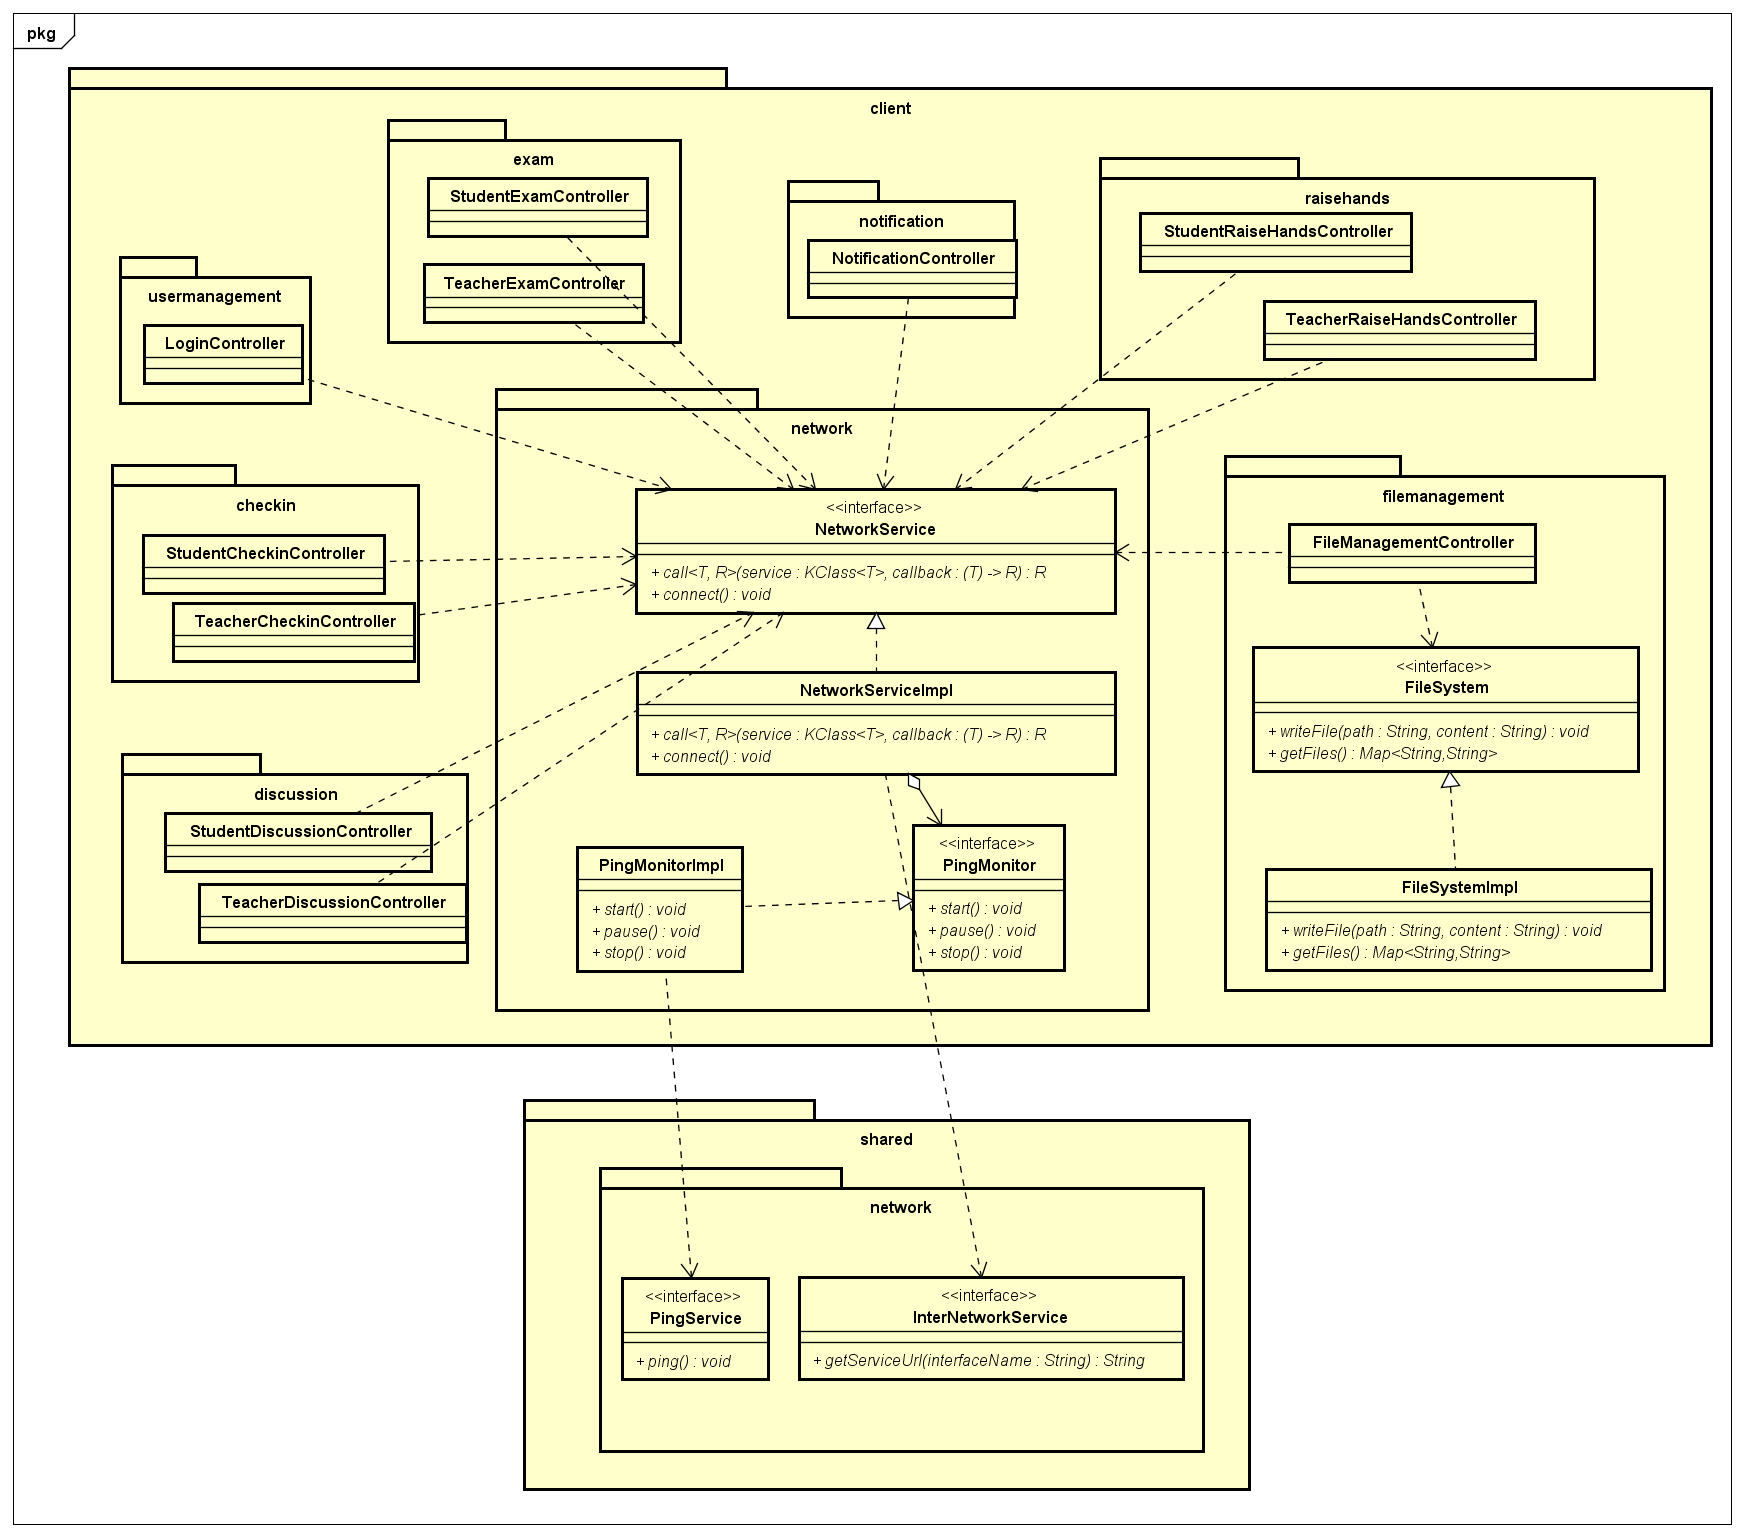 pkg
client
exam
StudentExamController
TeacherExamController
notification
NotificationController
raisehands
StudentRaiseHandsController
TeacherRaiseHandsController
usermanagement
LoginController
network
<<interface>>
NetworkService
+ call<T, R>(service : KClass<T>, callback : (T) -> R) : R
+ connect() : void
checkin
StudentCheckinController
TeacherCheckinController
filemanagement
FileManagementController
<<interface>>
FileSystem
+ writeFile(path : String, content : String) : void
+ getFiles() : Map<String,String>
NetworkServiceImpl
+ call<T, R>(service : KClass<T>, callback : (T) -> R) : R
+ connect() : void
discussion
StudentDiscussionController
TeacherDiscussionController
PingMonitorImpl
+ start() : void
+ pause() : void
+ stop() : void
<<interface>>
PingMonitor
+ start() : void
+ pause() : void
+ stop() : void
FileSystemImpl
+ writeFile(path : String, content : String) : void
+ getFiles() : Map<String,String>
shared
network
<<interface>>
PingService
+ ping() : void
<<interface>>
InterNetworkService
+ getServiceUrl(interfaceName : String) : String